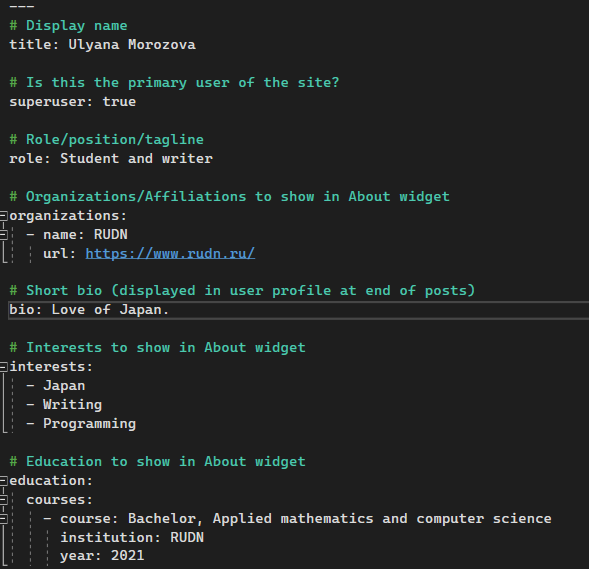 ---
# Display name
title: Ulyana Morozova
# Is this the primary user of the site?
superuser: true
# Role/position/tagline
role: Student and writer
# Organizations/Affiliations to show in About widget
organizations:
- name: RUDN
url: https://www.rudn.ru/
# Short bio (displayed in user profile at end of posts)
bio: Love of Japan.
# Interests to show in About widget
interests:
- Japan
- Writing
- Programming
# Education to show in About widget
education:
courses:
- course: Bachelor, Applied mathematics and computer science
institution: RUDN
year: 2021